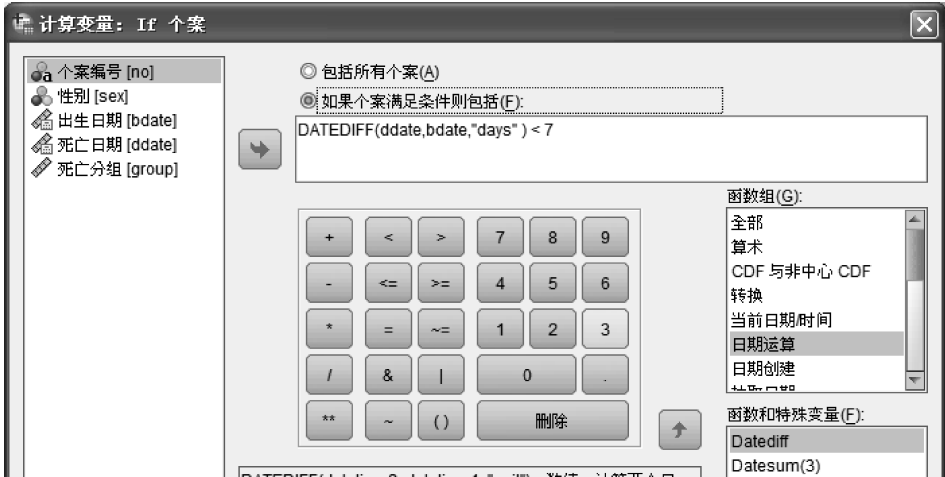 计算变量: If 个案
个案编号 [no]
性别 [sex]
出生日期 [bdate]
死亡日期 [ddate]
死亡分组 [group]
包括所有个案(A)
如果个案满足条件则包括(F):
DATEDIFF(ddate,bdate,"days" ) < 7
+ < > 7 8 9
- <= >= 4 5 6
* = ~= 1 2 3
/ & | 0 .
** ~ ( ) 删除
函数组(G):
全部
算术
CDF 与非中心 CDF
转换
当前日期/时间
日期运算
日期创建
抽取日期
函数和特殊变量(F):
Datediff
Datesum(3)